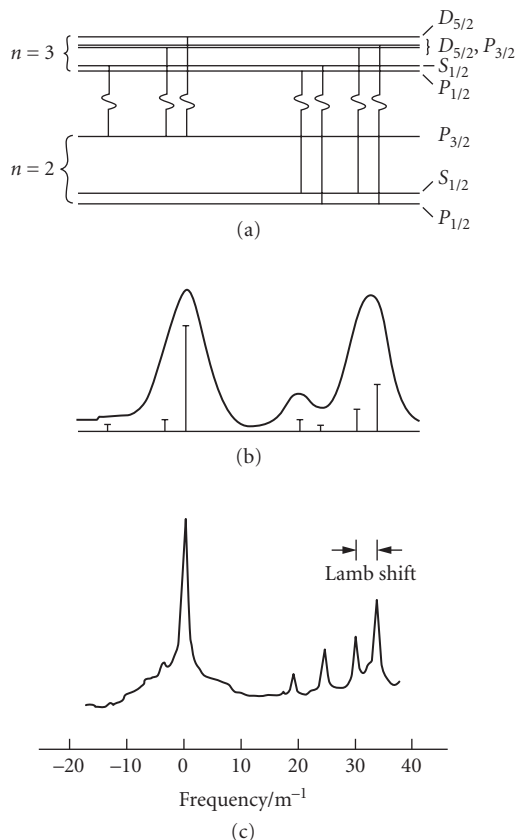 D5/2
n = 3
D5/2, P3/2
S1/2
P1/2
P3/2
n = 2
S1/2
P1/2
(a)
(b)
Lamb shift
−20 −10 0 10 20 30 40
Frequency/m−1
(c)